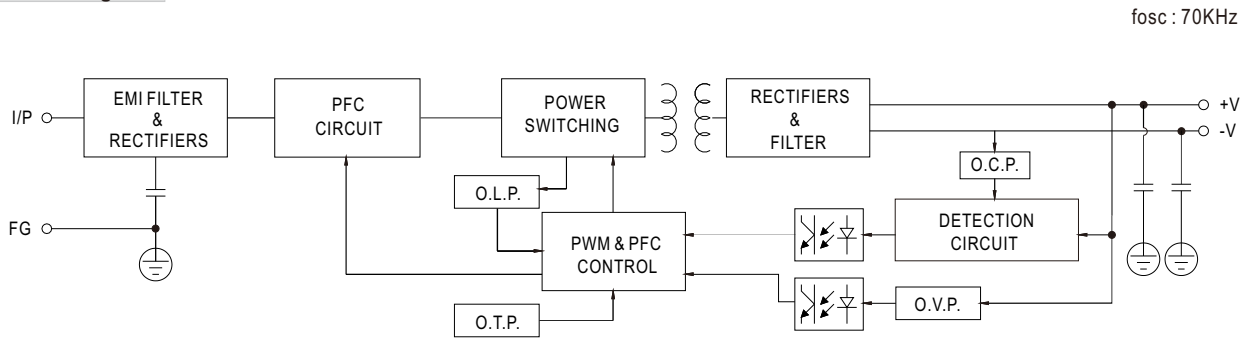 fosc : 70KHz
I/P
EMI FILTER
&
RECTIFIERS
PFC
CIRCUIT
POWER
SWITCHING
RECTIFIERS
&
FILTER
+V
-V
O.C.P.
O.L.P.
FG
PWM & PFC
CONTROL
DETECTION
CIRCUIT
O.T.P.
O.V.P.